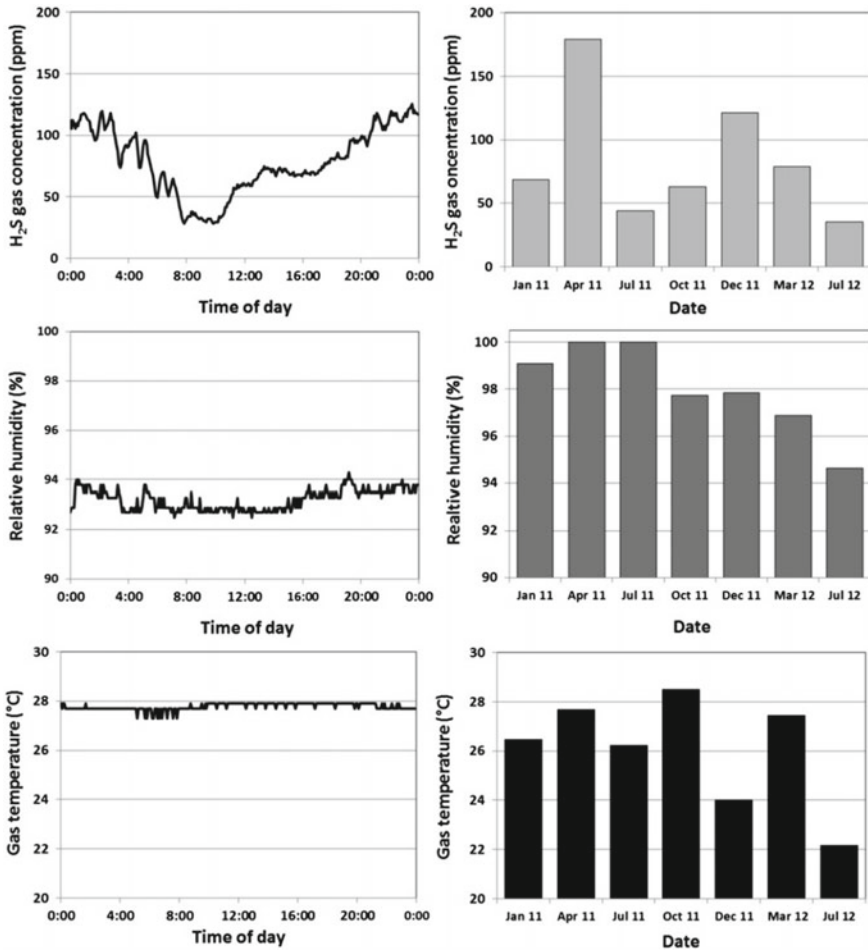 H₂S gas concentration (ppm)
200
150
100
50
0
0:00 4:00 8:00 12:00 16:00 20:00 0:00
Time of day
H₂S gas oncentration (ppm)
200
150
100
50
0
Jan 11 Apr 11 Jul 11 Oct 11 Dec 11 Mar 12 Jul 12
Date
Relative humidity (%)
100
98
96
94
92
90
0:00 4:00 8:00 12:00 16:00 20:00 0:00
Time of day
Realtive humidity (%)
100
98
96
94
92
90
Jan 11 Apr 11 Jul 11 Oct 11 Dec 11 Mar 12 Jul 12
Date
Gas temperature (°C)
30
28
26
24
22
20
0:00 4:00 8:00 12:00 16:00 20:00 0:00
Time of day
Gas temperature (°C)
30
28
26
24
22
20
Jan 11 Apr 11 Jul 11 Oct 11 Dec 11 Mar 12 Jul 12
Date